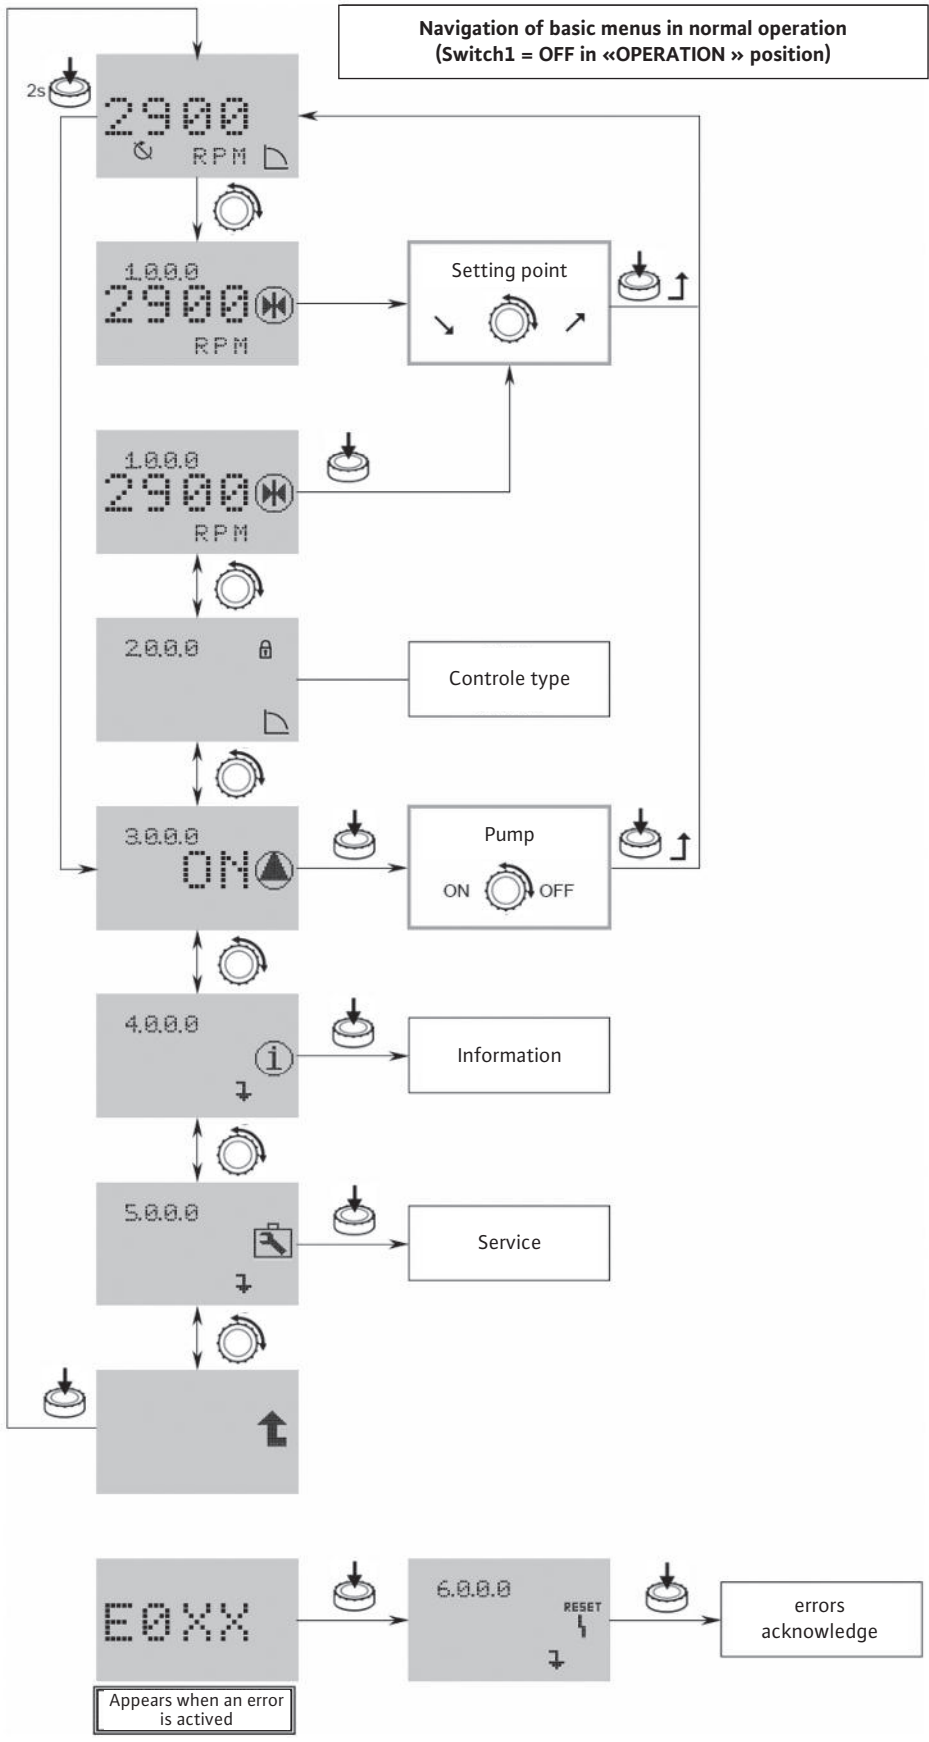 Navigation of basic menus in normal operation
(Switch1 = OFF in «OPERATION » position)
2s
2900
RPM
1.0.0.0
2900
RPM
Setting point
1.0.0.0
2900
RPM
2.0.0.0
Controle type
3.0.0.0
ON
Pump
ON OFF
4.0.0.0
i
Information
5.0.0.0
Service
E0XX
6.0.0.0
RESET
errors
acknowledge
Appears when an error
is actived